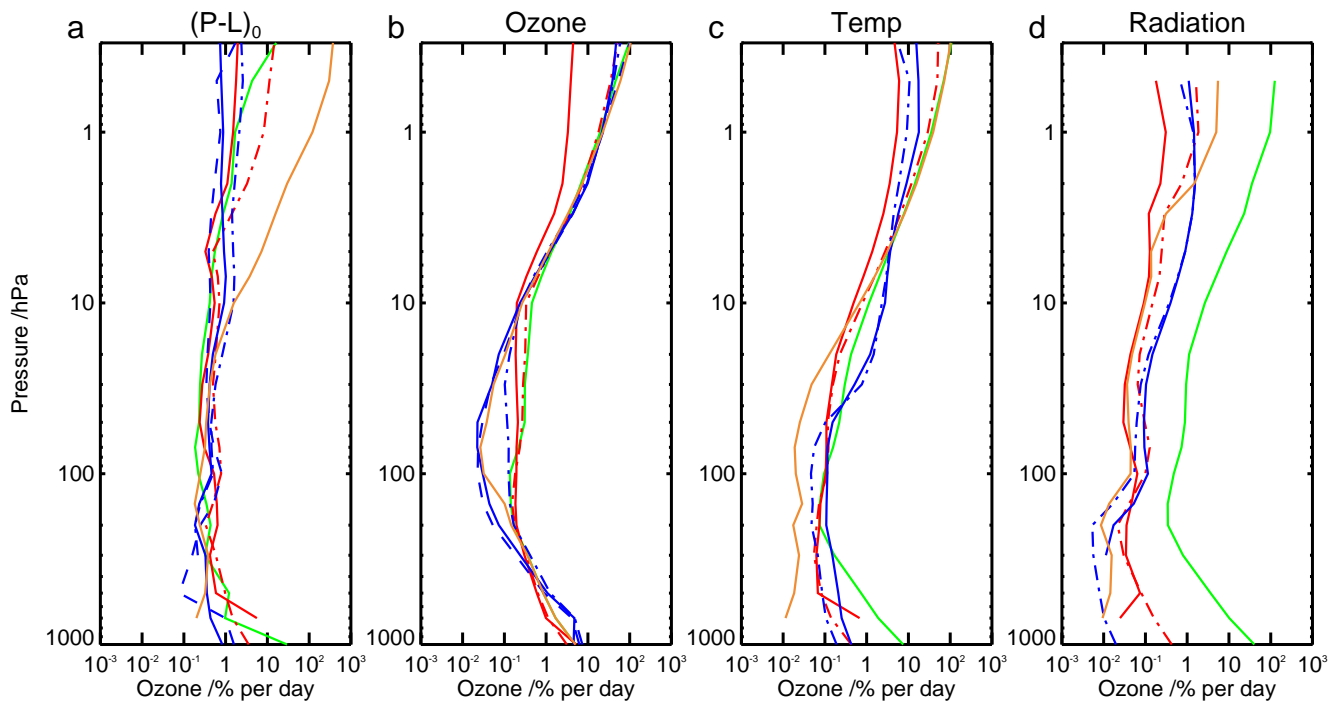 a (P-L)₀ b Ozone c Temp d Radiation
1 1 1 1
10 10 10 10
Pressure /hPa
100 100 100 100
1000 1000 1000 1000
10⁻³ 10⁻² 10⁻¹ 1 10¹ 10² 10³ 10⁻³ 10⁻² 10⁻¹ 1 10¹ 10² 10³ 10⁻³ 10⁻² 10⁻¹ 1 10¹ 10² 10³ 10⁻³ 10⁻² 10⁻¹ 1 10¹ 10² 10³
Ozone /% per day Ozone /% per day Ozone /% per day Ozone /% per day